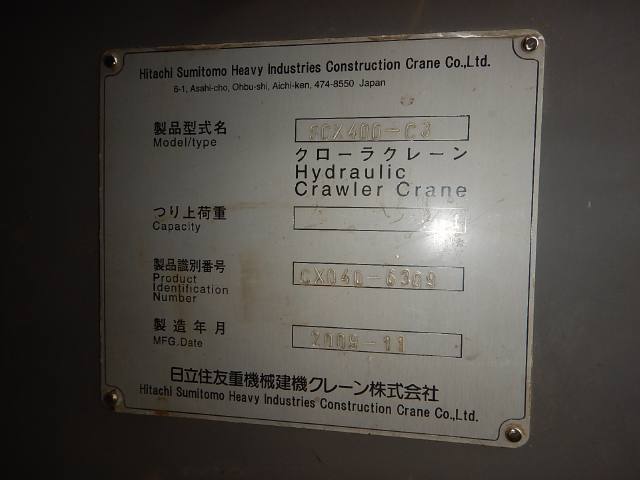 Hitachi Sumitomo Heavy Industries Construction Crane Co.,Ltd.
6-1, Asahi-cho, Ohbu-shi, Aichi-ken, 474-8550 Japan
製品型式名
Model/type
SCX400-C3
クローラクレーン
Hydraulic
Crawler Crane
つり上荷重
Capacity
製品識別番号
Product
Identification
Number
CX040-6309
製造年月
MFG.Date
日立住友重機械建機クレーン株式会社
Hitachi Sumitomo Heavy Industries Construction Crane Co.,Ltd.